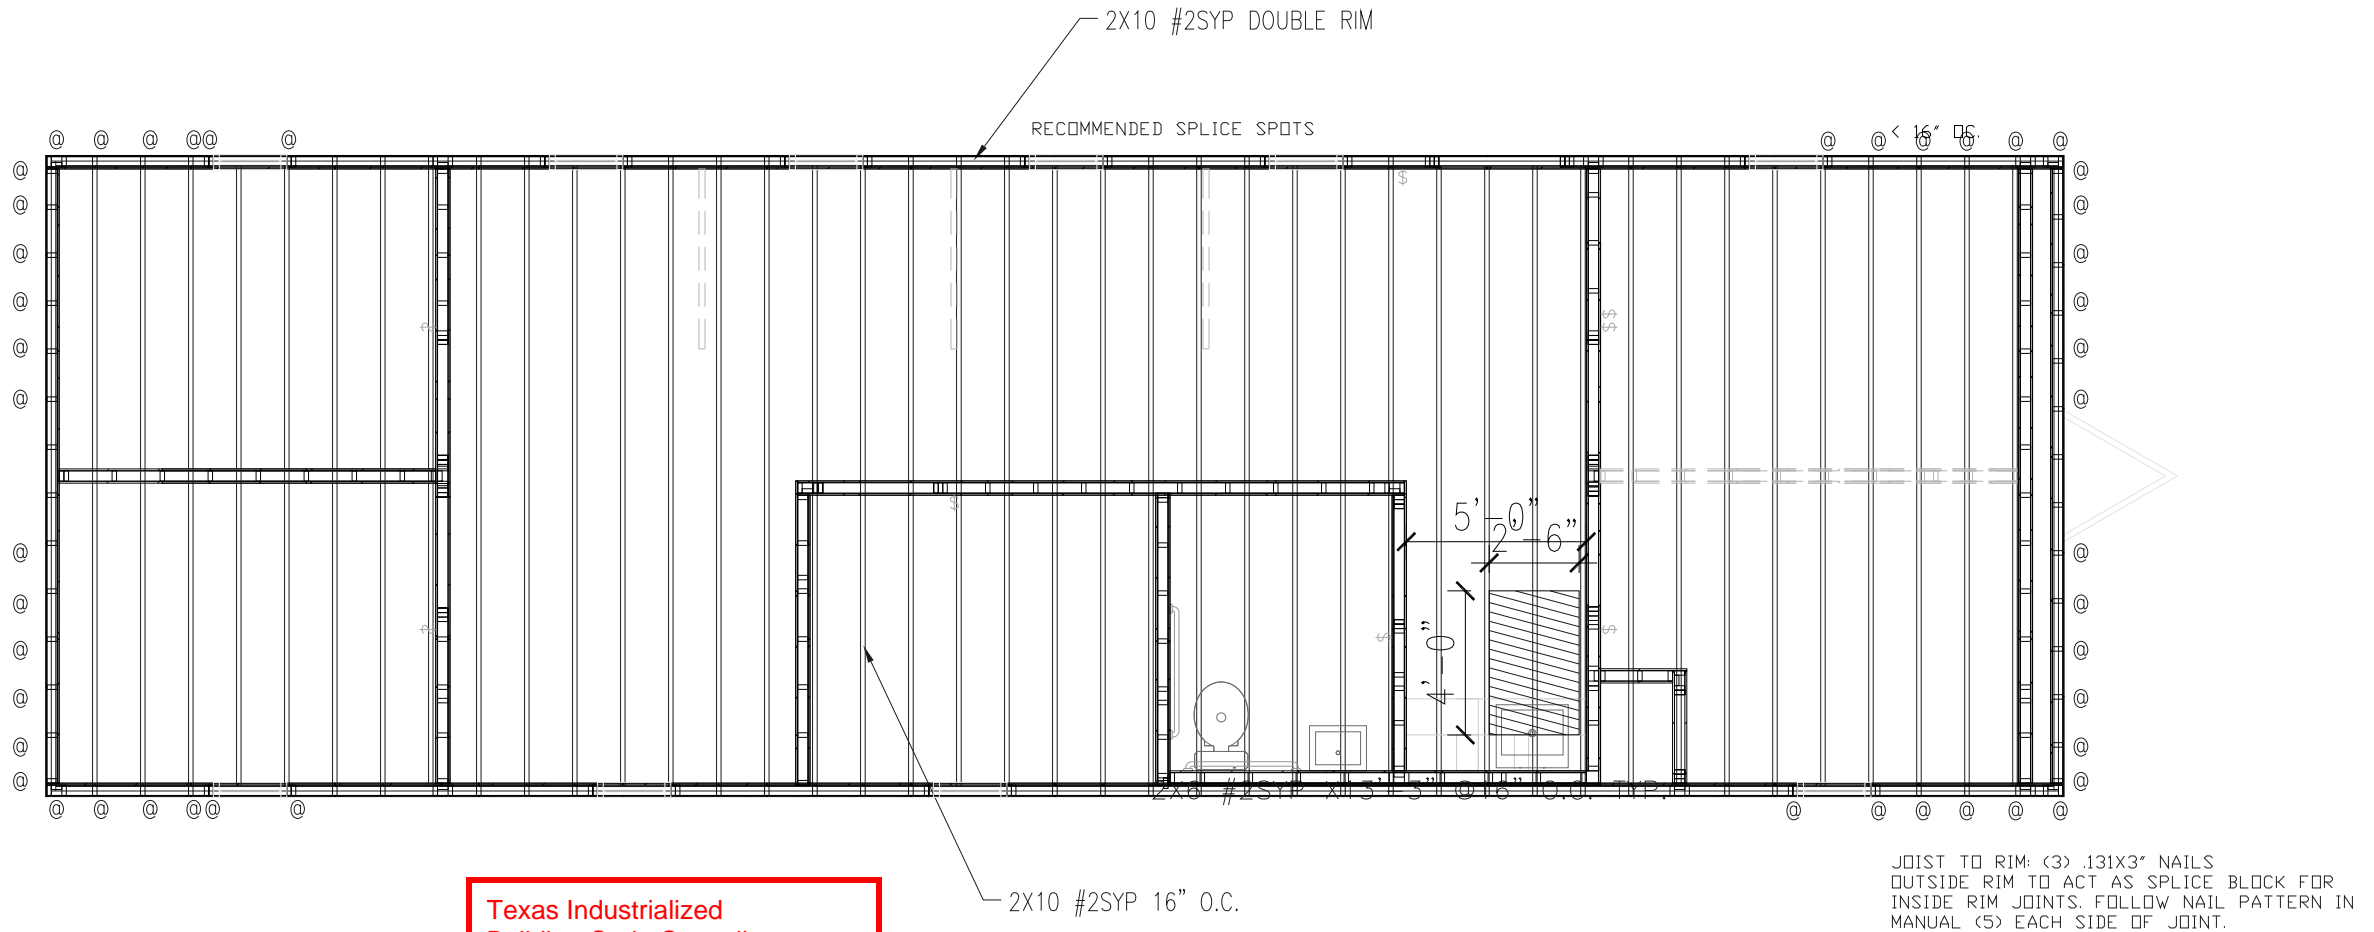 2X10 #2SYP DOUBLE RIM
RECOMMENDED SPLICE SPOTS
@ @ @ @@ @
@ < 16" OC. @ @ @ @ @
@ $ @
@ @
@ @
@ @
$ $
$ $
@ @
@ @
$
5'-0"
2'-6"
@ @
@ @
4'-0"
$ $ $
@ @
@ @
@ @
@ @
2X6 #2SYP X13'-3" @16" O.C. TYP.
@ @ @ @@ @ @ @ @ @ @ @
JOIST TO RIM: (3) .131X3" NAILS
OUTSIDE RIM TO ACT AS SPLICE BLOCK FOR
INSIDE RIM JOINTS. FOLLOW NAIL PATTERN IN
MANUAL (5) EACH SIDE OF JOINT.
2X10 #2SYP 16" O.C.
Texas Industrialized